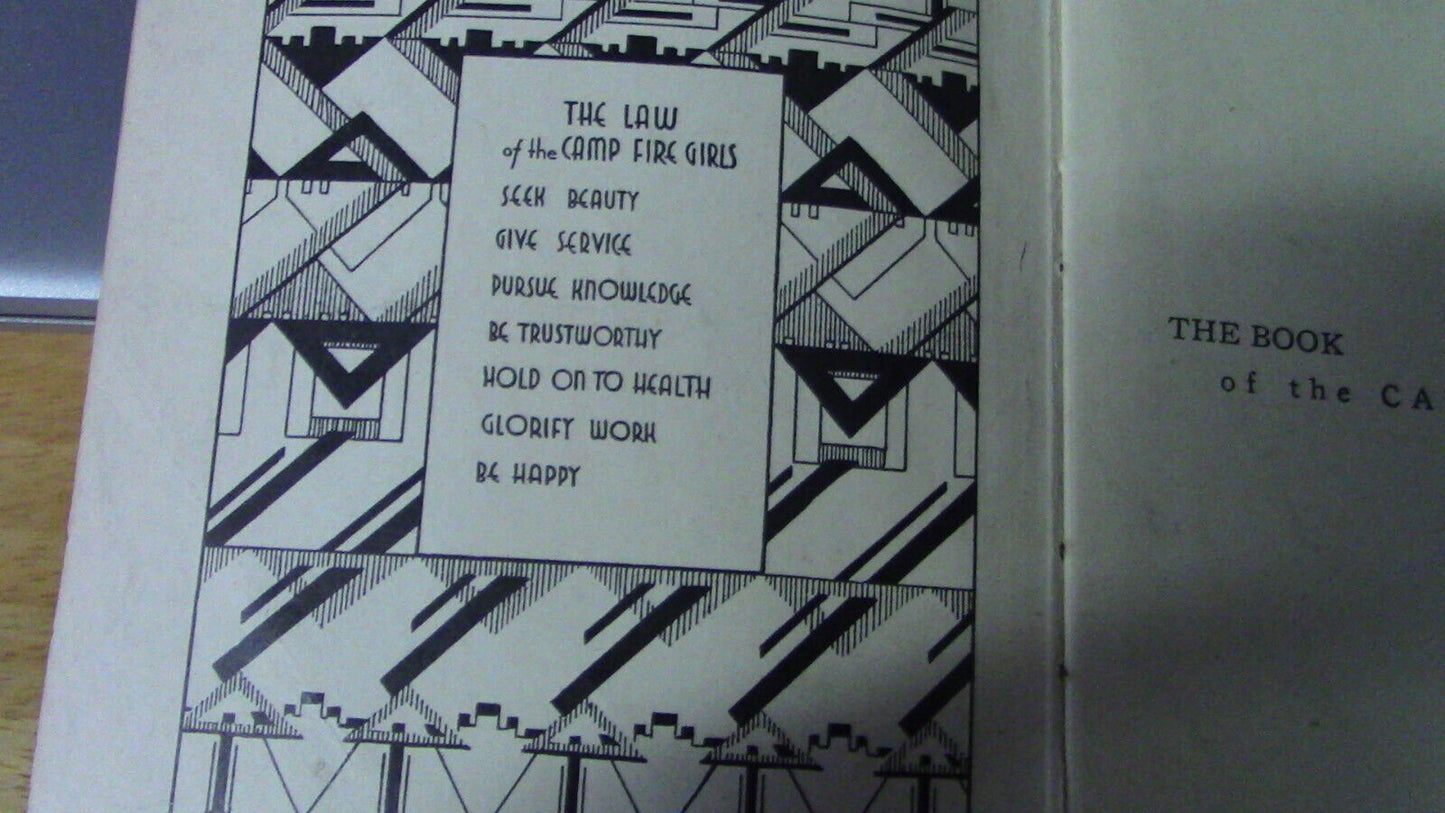 THE LAW
of the CAMP FIRE GIRLS
SEEK BEAUTY
GIVE SERVICE
PURSUE KNOWLEDGE
BE TRUSTWORTHY
HOLD ON TO HEALTH
GLORIFY WORK
BE HAPPY
THE BOOK
of the CA